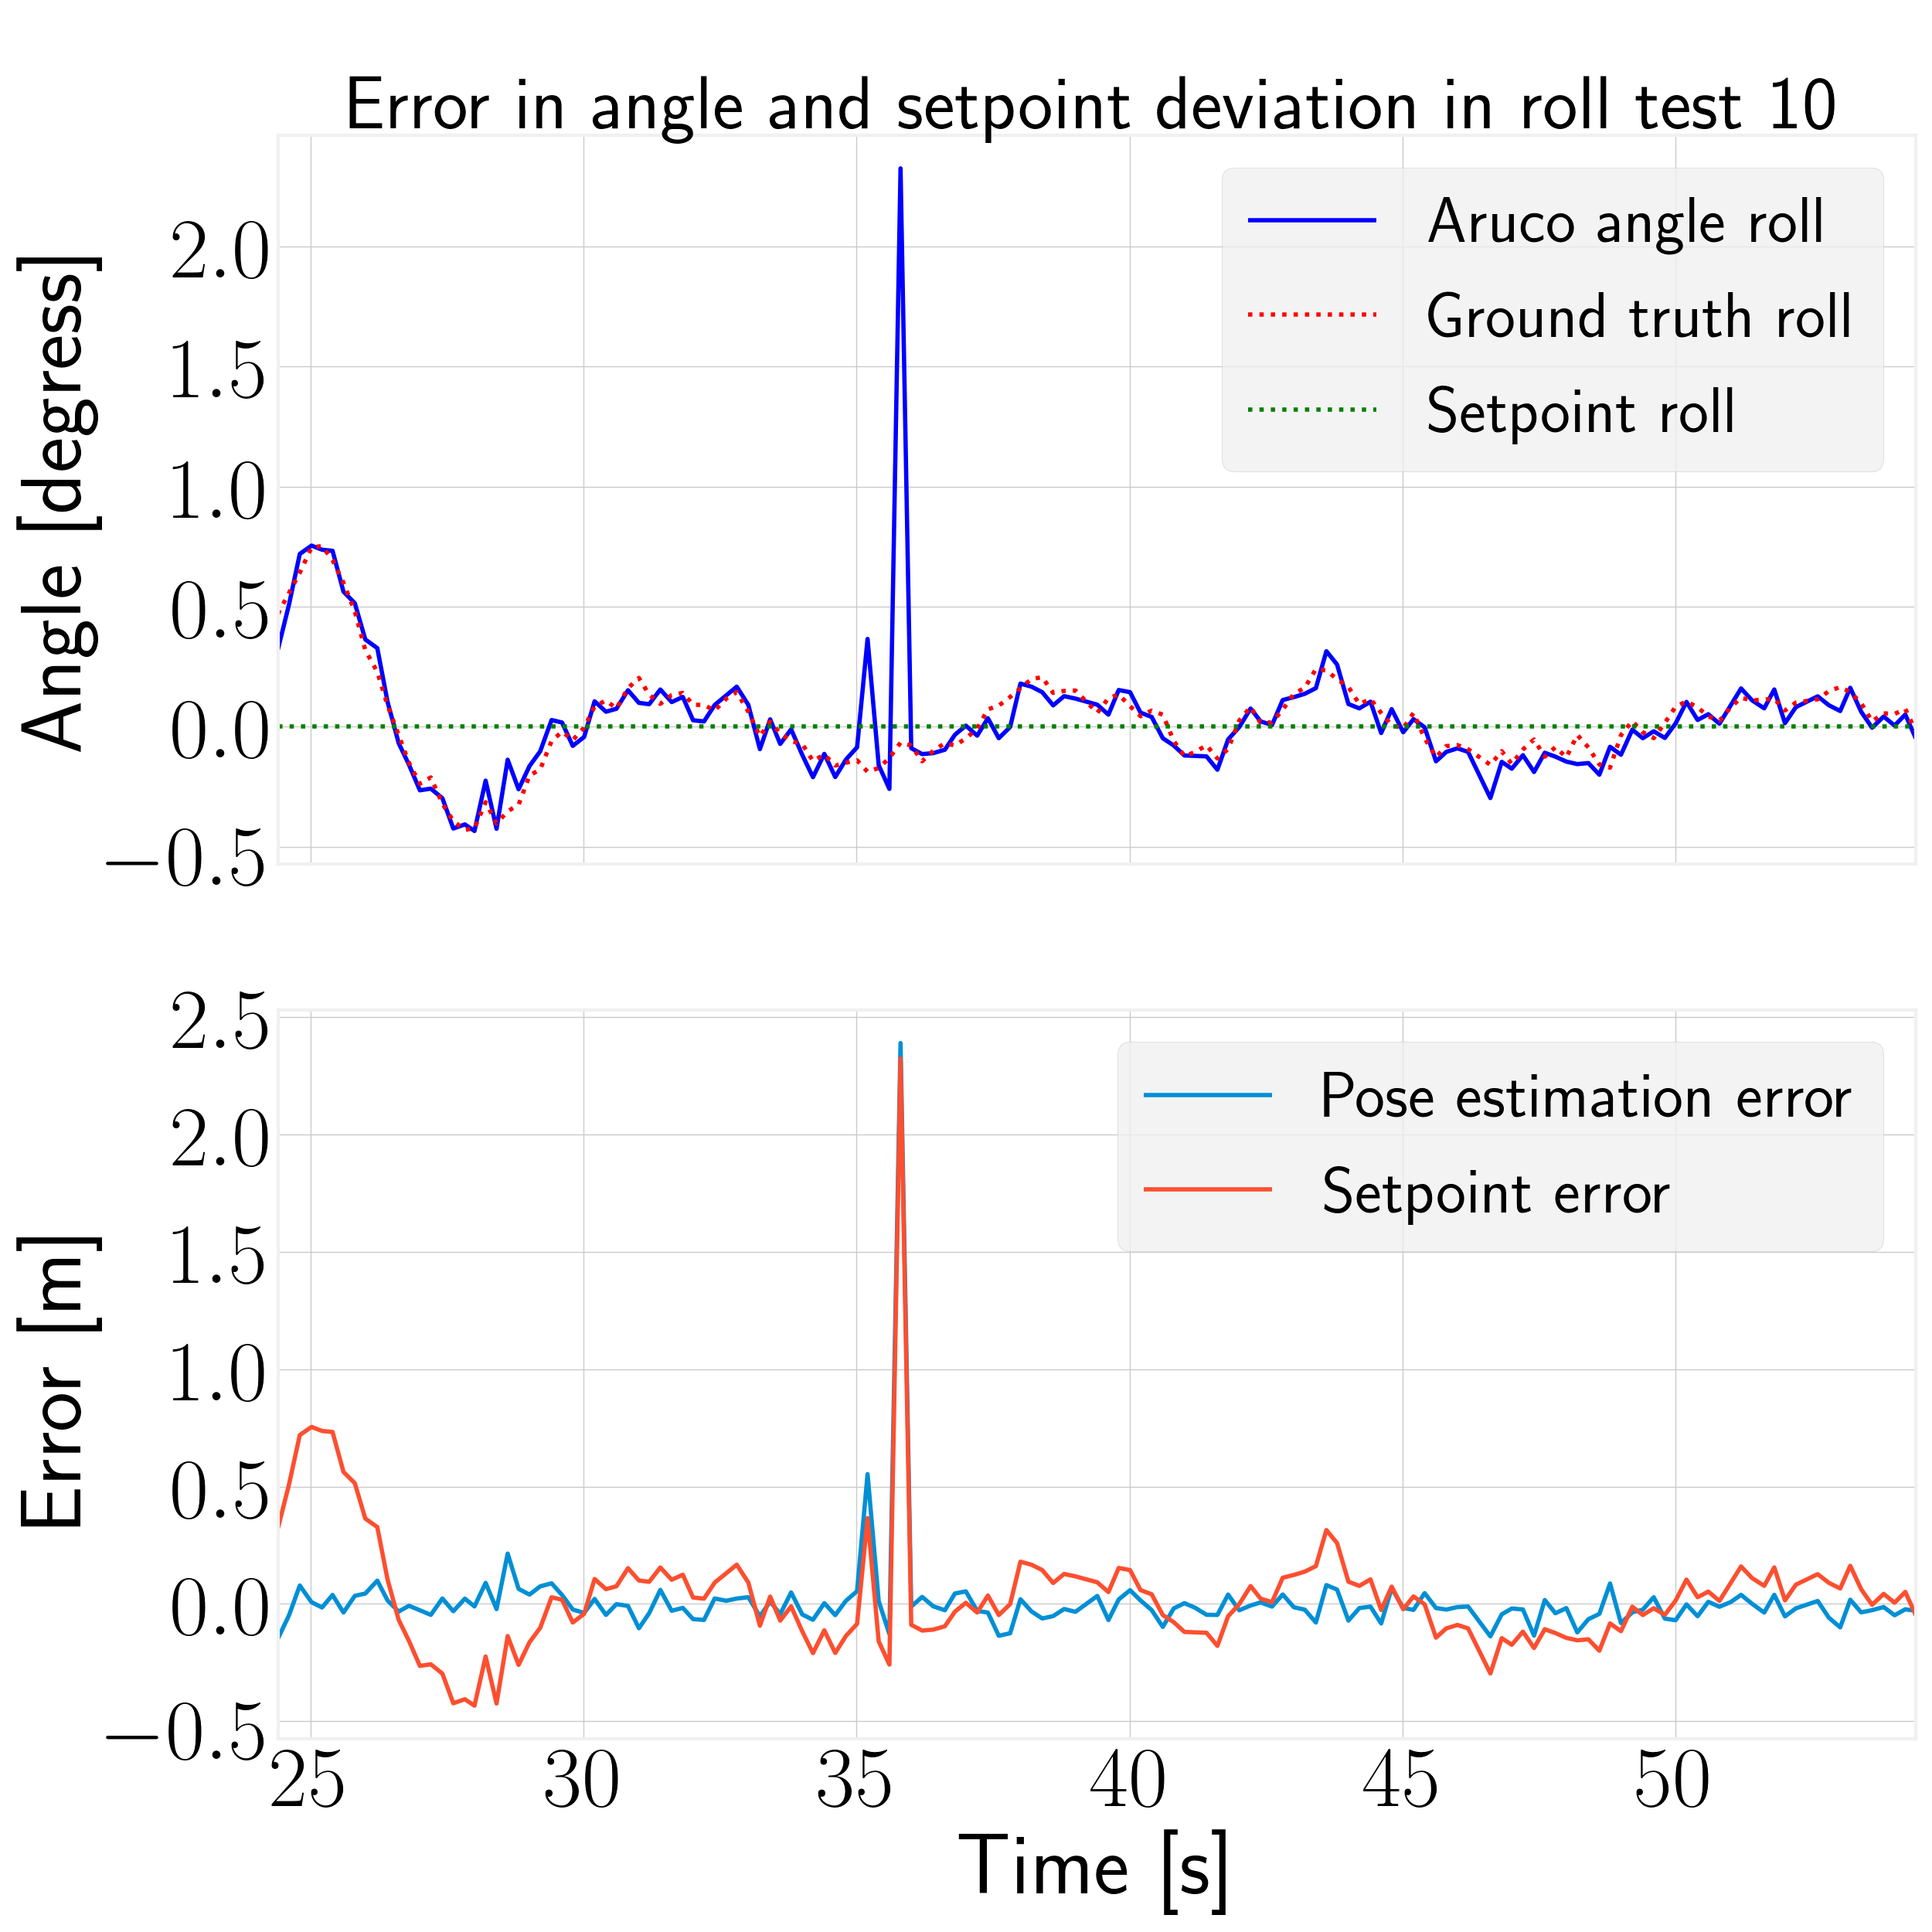 Error in angle and setpoint deviation in roll test 10
Angle [degress]
2.0
1.5
1.0
0.5
0.0
−0.5
Aruco angle roll
Ground truth roll
Setpoint roll
Error [m]
2.5
2.0
1.5
1.0
0.5
0.0
−0.5
Pose estimation error
Setpoint error
25 30 35 40 45 50
Time [s]